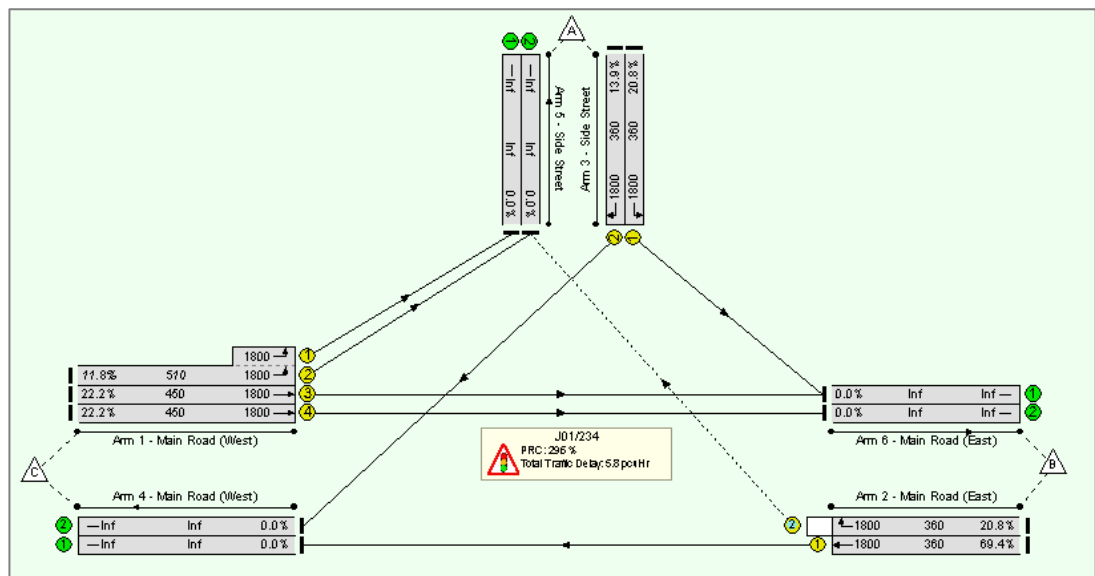 A
1 2
—Inf Inf 0.0%
—Inf Inf 0.0%
Arm 5 - Side Street
Arm 3 - Side Street
13.9% 360 1800
20.8% 360 1800
2 1
1800 1
11.8% 510 1800 2
22.2% 450 1800 3
22.2% 450 1800 4
Arm 1 - Main Road (West)
0.0% Inf Inf — 1
0.0% Inf Inf — 2
Arm 6 - Main Road (East)
J01/234
PRC: 295 %
Total Traffic Delay: 5.8 pcuHr
C
B
Arm 4 - Main Road (West)
2 —Inf Inf 0.0%
1 —Inf Inf 0.0%
Arm 2 - Main Road (East)
2 1800 360 20.8%
1 1800 360 69.4%